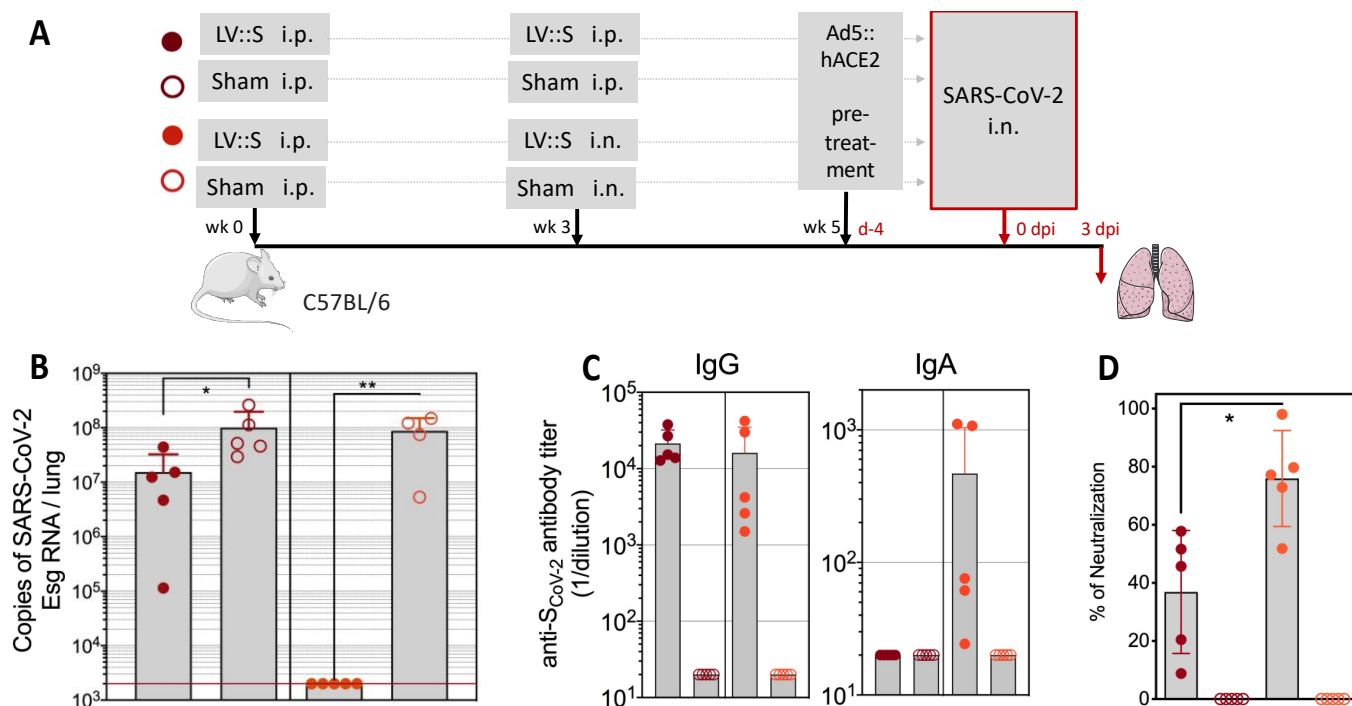 A
LV::S i.p.
LV::S i.p.
Ad5::
hACE2
pre-
treat-
ment
SARS-CoV-2
i.n.
Sham i.p.
Sham i.p.
LV::S i.p.
LV::S i.n.
Sham i.p.
Sham i.n.
wk 0
wk 3
wk 5
d-4
0 dpi
3 dpi
C57BL/6
B
Copies of SARS-CoV-2
Esg RNA / lung
10⁹
10⁸
10⁷
10⁶
10⁵
10⁴
10³
*
**
C
anti-S_CoV-2 antibody titer
(1/dilution)
IgG
10⁵
10⁴
10³
10²
10¹
IgA
10³
10²
10¹
D
% of Neutralization
100
80
60
40
20
0
*